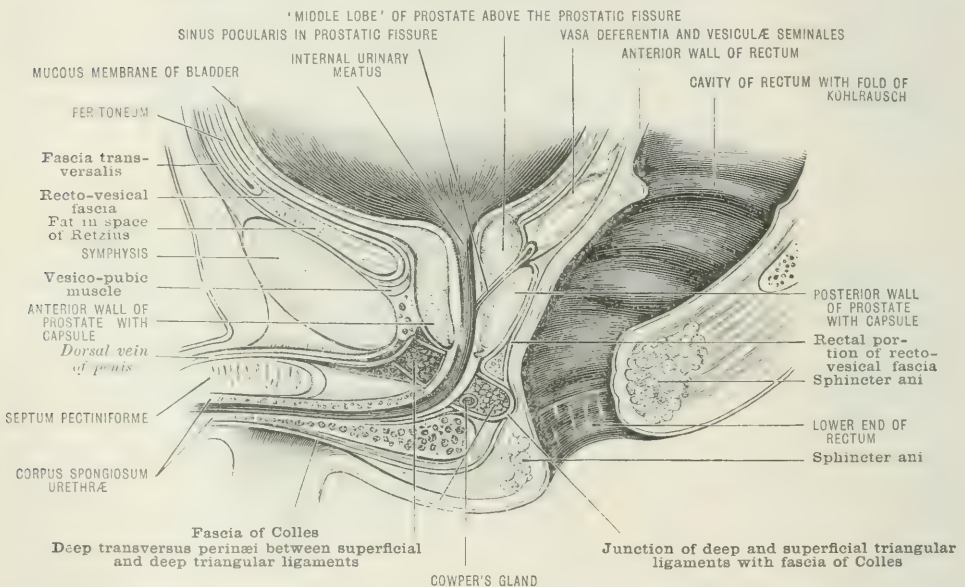 'MIDDLE LOBE' OF PROSTATE ABOVE THE PROSTATIC FISSURE
SINUS POCULARIS IN PROSTATIC FISSURE
VASA DEFERENTIA AND VESICULÆ SEMINALES
INTERNAL URINARY
MEATUS
ANTERIOR WALL OF RECTUM
MUCOUS MEMBRANE OF BLADDER
CAVITY OF RECTUM WITH FOLD OF
KOHLRAUSCH
PERITONEUM
Fascia trans-
versalis
Recto-vesical
fascia
Fat in space
of Retzius
SYMPHYSIS
Vesico-pubic
muscle
ANTERIOR WALL OF
PROSTATE WITH
CAPSULE
Dorsal vein
of penis
SEPTUM PECTINIFORME
CORPUS SPONGIOSUM
URETHRÆ
POSTERIOR WALL
OF PROSTATE
WITH CAPSULE
Rectal por-
tion of recto-
vesical fascia
Sphincter ani
LOWER END OF
RECTUM
Sphincter ani
Fascia of Colles
Deep transversus perinæi between superficial
and deep triangular ligaments
Junction of deep and superficial triangular
ligaments with fascia of Colles
COWPER'S GLAND